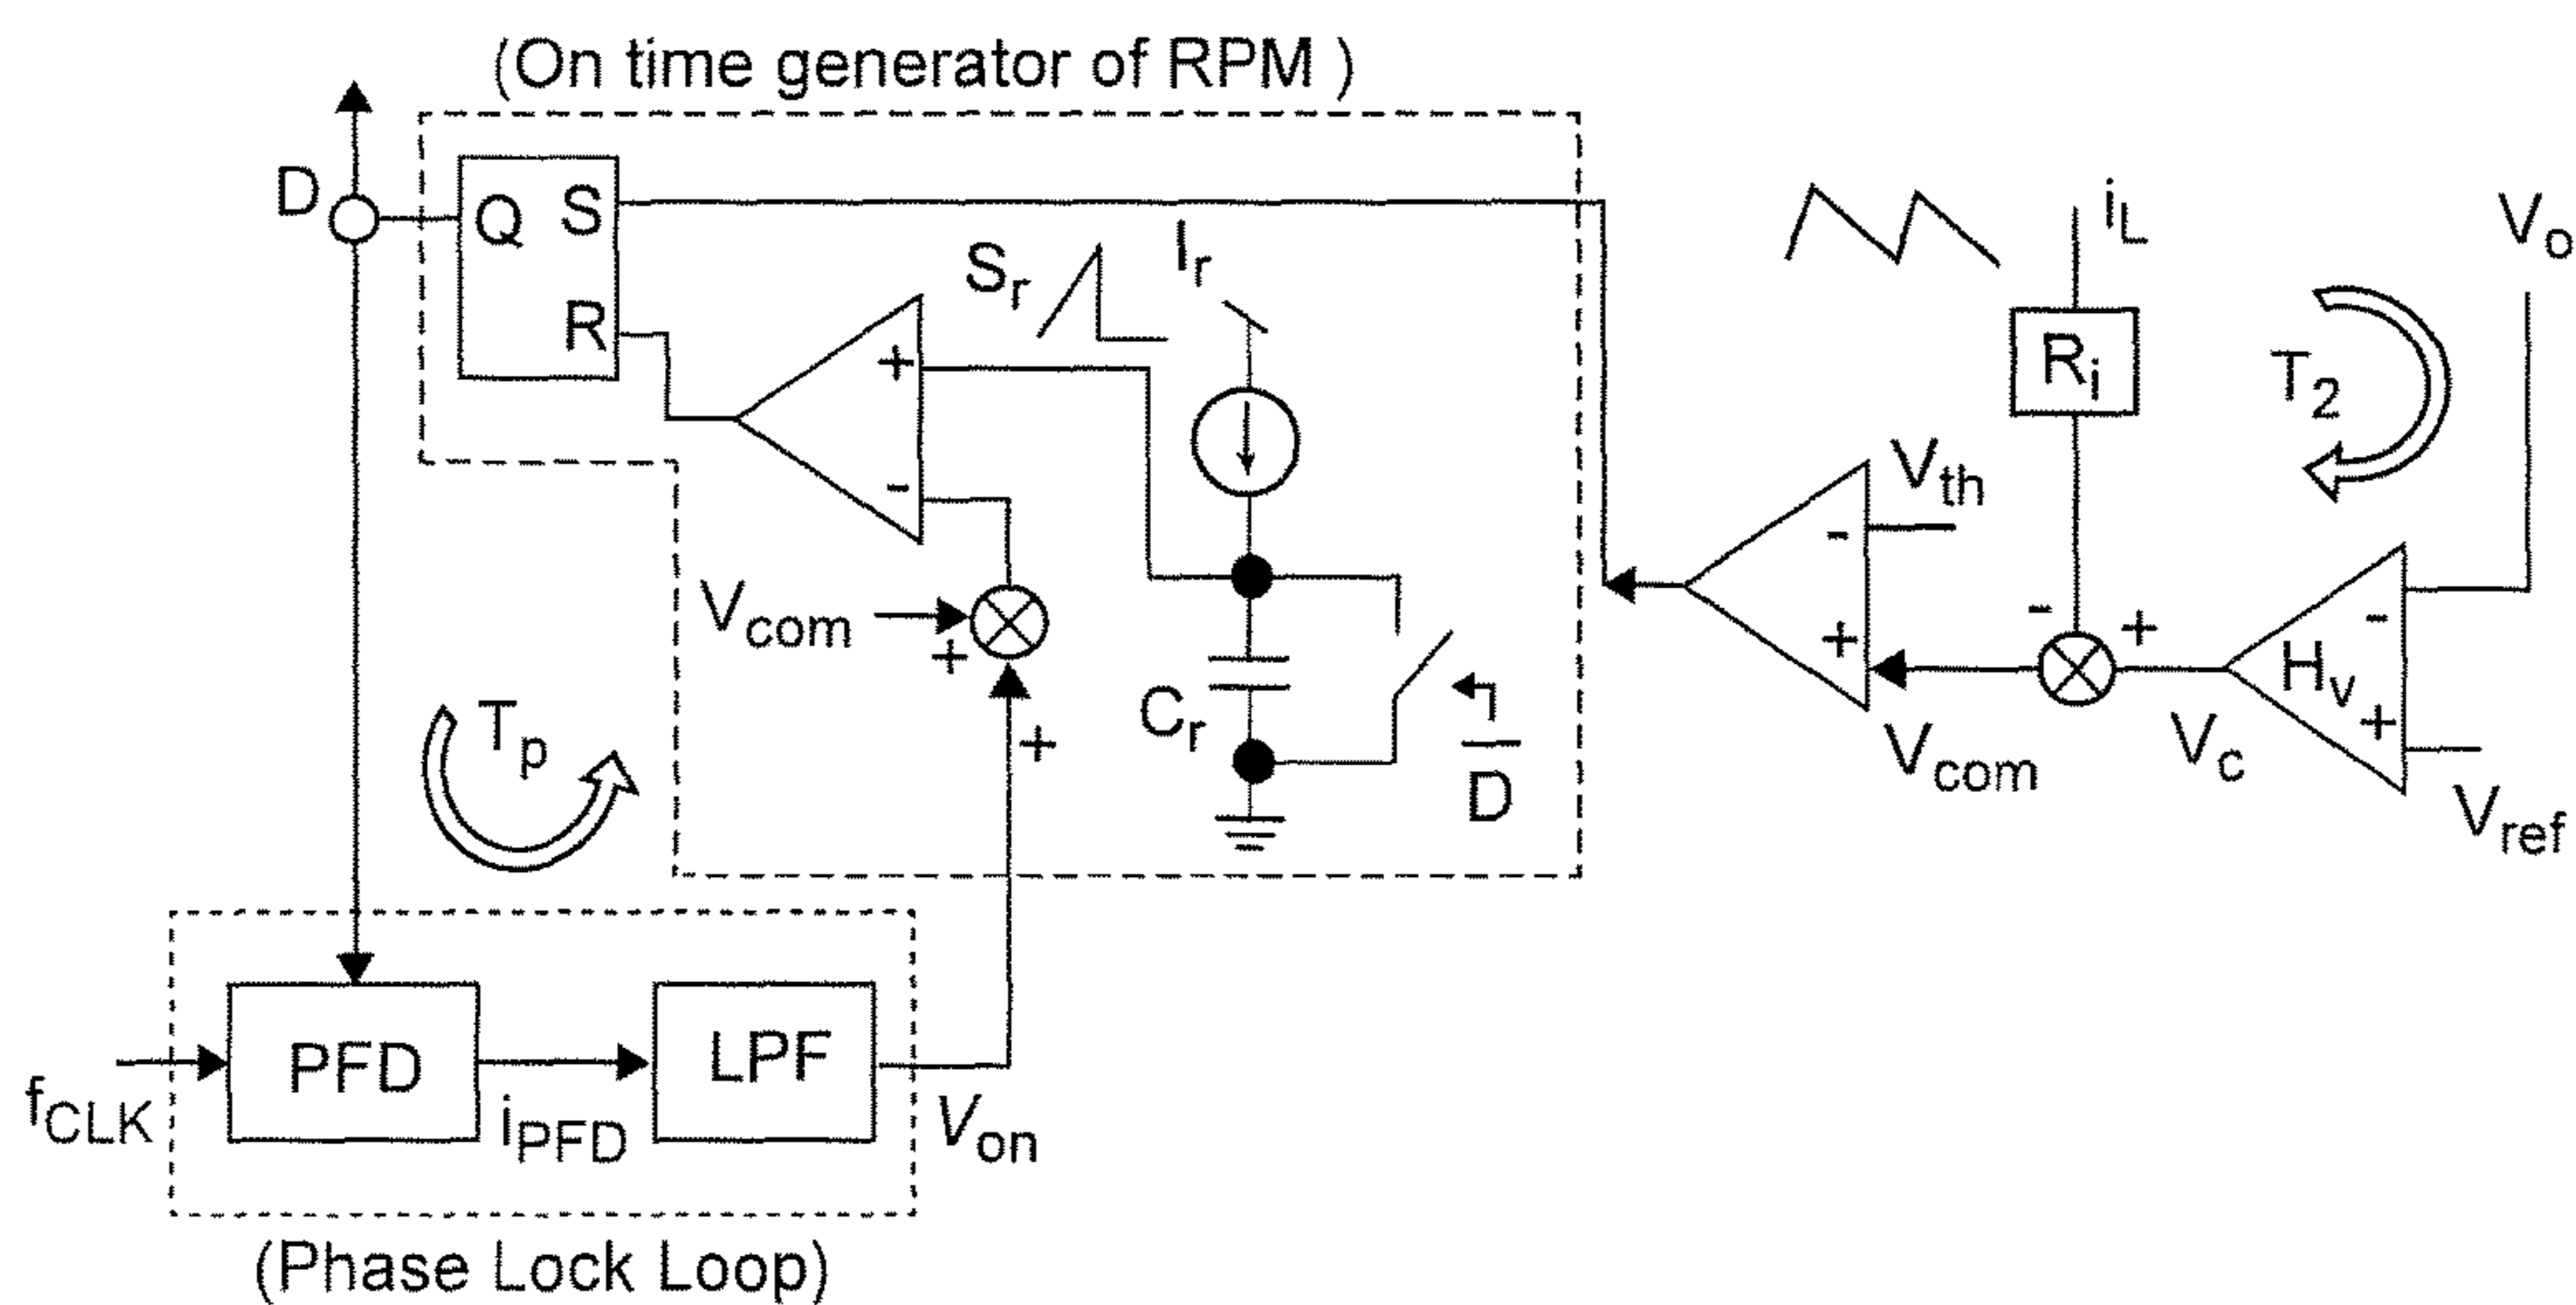 (On time generator of RPM )
D
Q S
R
S_r
I_r
+
-
V_com
+
+
C_r
D̅
T_p
i_L
R_i
V_o
T_2
V_th
-
+
V_com
-
+
V_c
H_v
-
+
V_ref
f_CLK
PFD
i_PFD
LPF
V_on
(Phase Lock Loop)